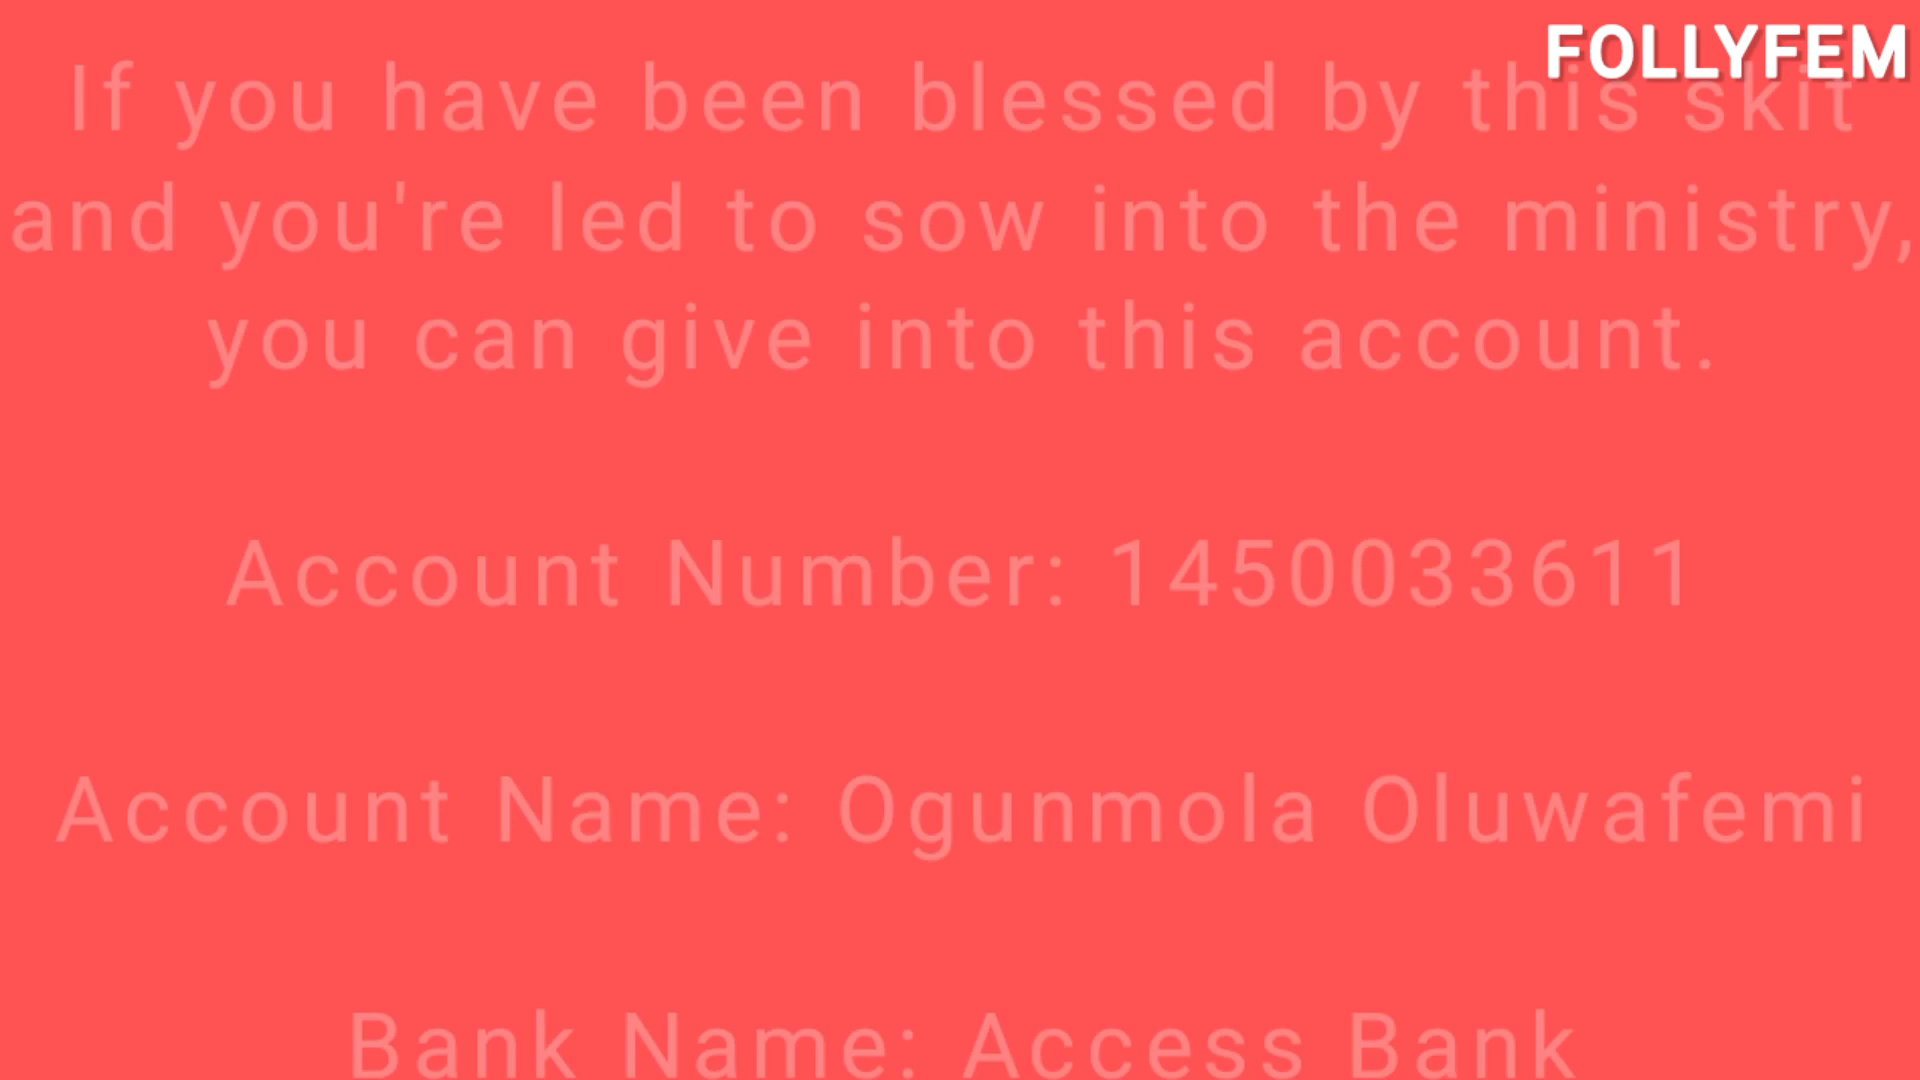 FOLLYFEM
If you have been blessed by this skit
and you're led to sow into the ministry,
you can give into this account.
Account Number: 1450033611
Account Name: Ogunmola Oluwafemi
Bank Name: Access Bank